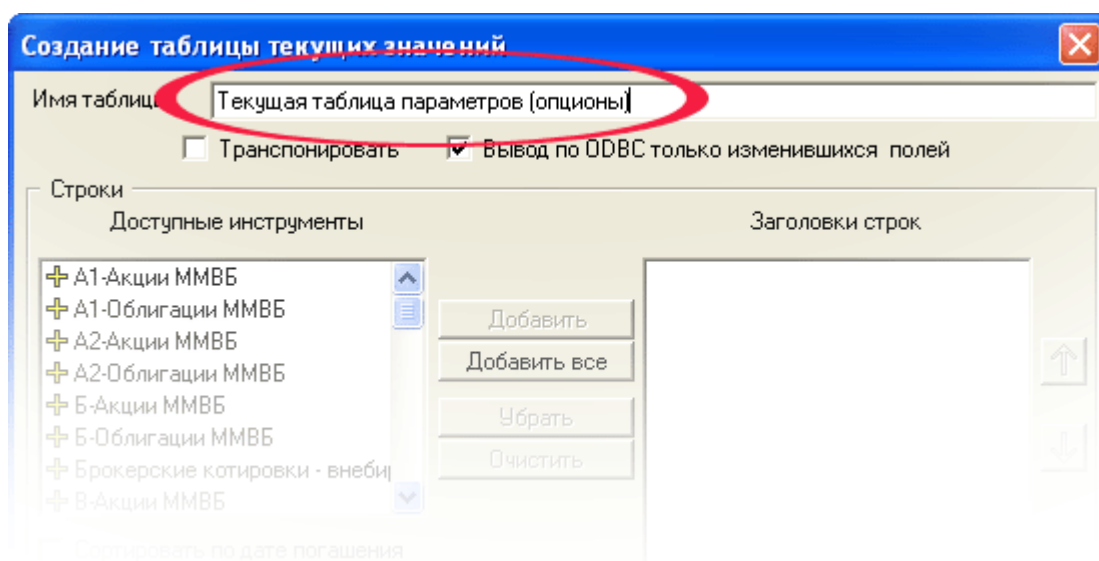 Создание таблицы текущих значений
Имя таблицы
Текущая таблица параметров (опционы)
Транспонировать
Вывод по ODBC только изменившихся полей
Строки
Доступные инструменты
Заголовки строк
А1-Акции ММВБ
А1-Облигации ММВБ
А2-Акции ММВБ
А2-Облигации ММВБ
Б-Акции ММВБ
Б-Облигации ММВБ
Брокерские котировки - внебир
В-Акции ММВБ
Добавить
Добавить все
Убрать
Очистить
Сортировать по дате погашения